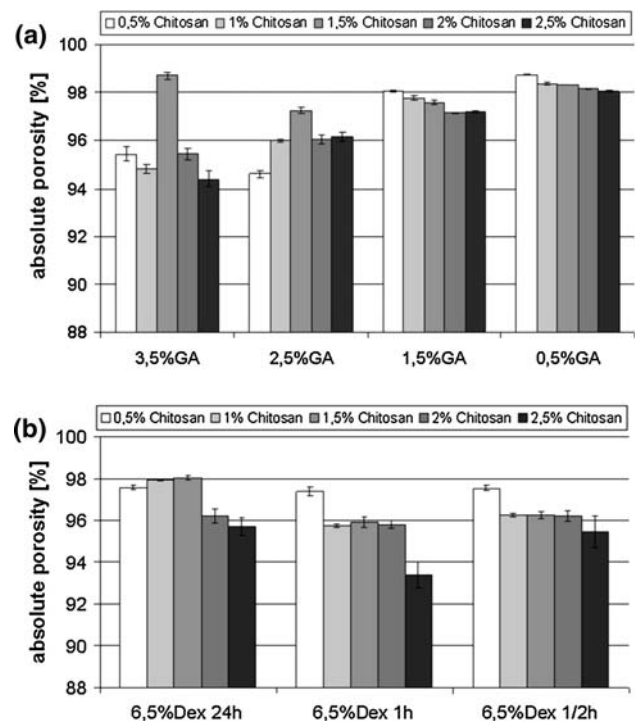 (a)
0,5% Chitosan 1% Chitosan 1,5% Chitosan 2% Chitosan 2,5% Chitosan
absolute porosity [%]
100
98
96
94
92
90
88
3,5%GA 2,5%GA 1,5%GA 0,5%GA
(b)
0,5% Chitosan 1% Chitosan 1,5% Chitosan 2% Chitosan 2,5% Chitosan
absolute porosity [%]
100
98
96
94
92
90
88
6,5%Dex 24h 6,5%Dex 1h 6,5%Dex 1/2h